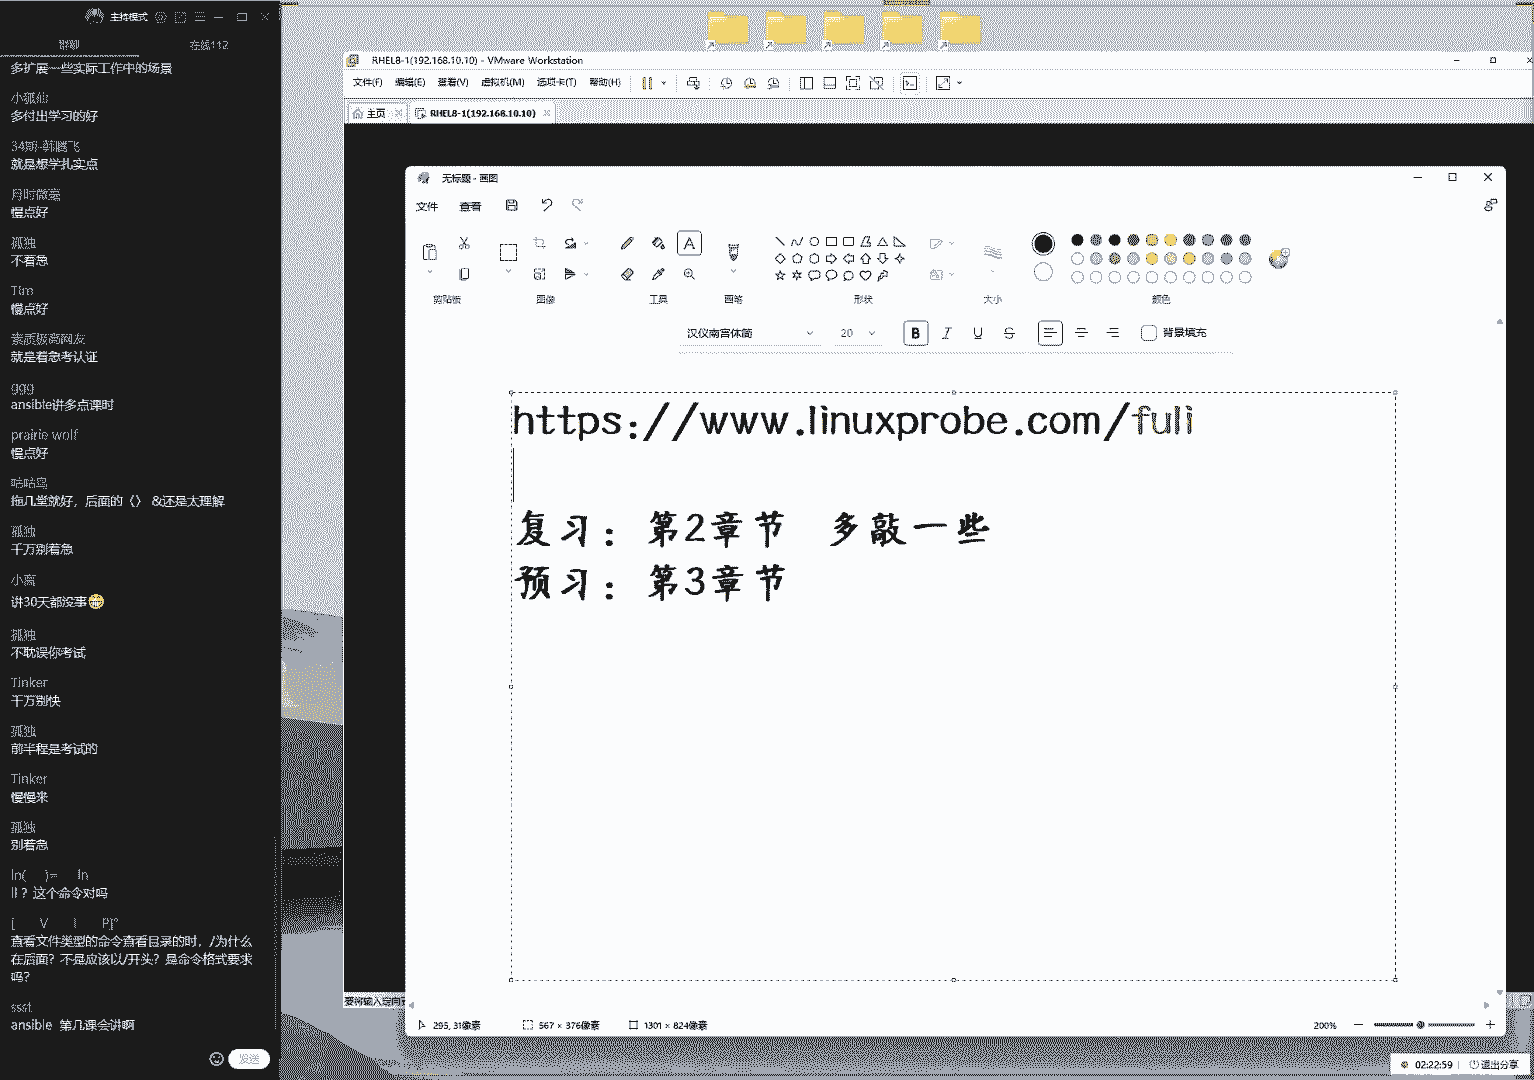 主持模式
群聊
在线112
多扩展一些实际工作中的场景
小狐仙
多付出学习的好
34期-韩腾飞
就是想学扎实点
慢点好
孤独
不着急
Tim
慢点好
素质极高网友
就是着急考认证
ggg
ansible讲多点课时
prairie wolf
慢点好
咕咕鸟
拖几堂就好，后面的〈〉 &还是太理解
孤独
千万别着急
小离
讲30天都没事😁
孤独
不耽误你考试
Tinker
千万别快
孤独
前半程是考试的
Tinker
慢慢来
孤独
别着急
ln( )= ln
ll ? 这个命令对吗
[ V I P]°
查看文件类型的命令查看目录的时，/为什么
在后面？不是应该以/开头？是命令格式要求
吗？
ssst
ansible 第几课会讲啊
发送
RHEL8-1(192.168.10.10) - VMware Workstation
文件(F) 编辑(E) 查看(V) 虚拟机(M) 选项卡(T) 帮助(H)
主页
RHEL8-1(192.168.10.10)
无标题 - 画图
文件 查看
剪贴板 图像 工具 画笔 形状 大小 颜色
汉仪南宫体简 20 B I U S 背景填充
https://www.linuxprobe.com/fuli
复习：第2章节 多敲一些
预习：第3章节
要将输入定向到
295, 31像素 567 × 376像素 1301 × 824像素 200%
02:22:59 退出分享